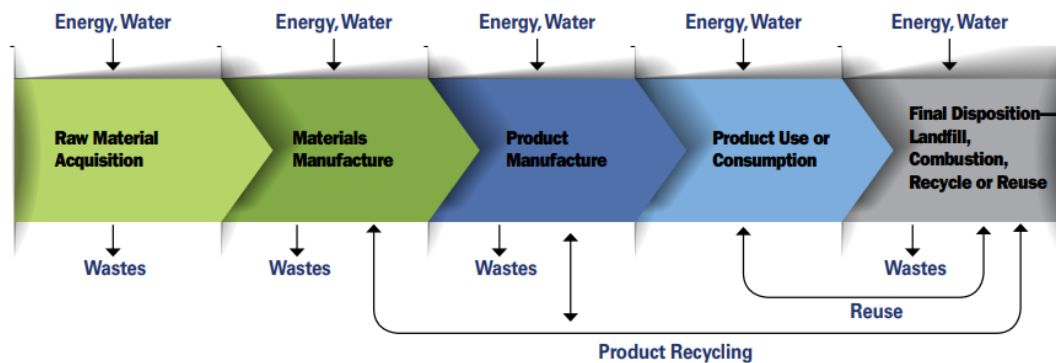 Energy, Water
Energy, Water
Energy, Water
Energy, Water
Energy, Water
Raw Material
Acquisition
Materials
Manufacture
Product
Manufacture
Product Use or
Consumption
Final Disposition—
Landfill,
Combustion,
Recycle or Reuse
Wastes
Wastes
Wastes
Wastes
Reuse
Product Recycling